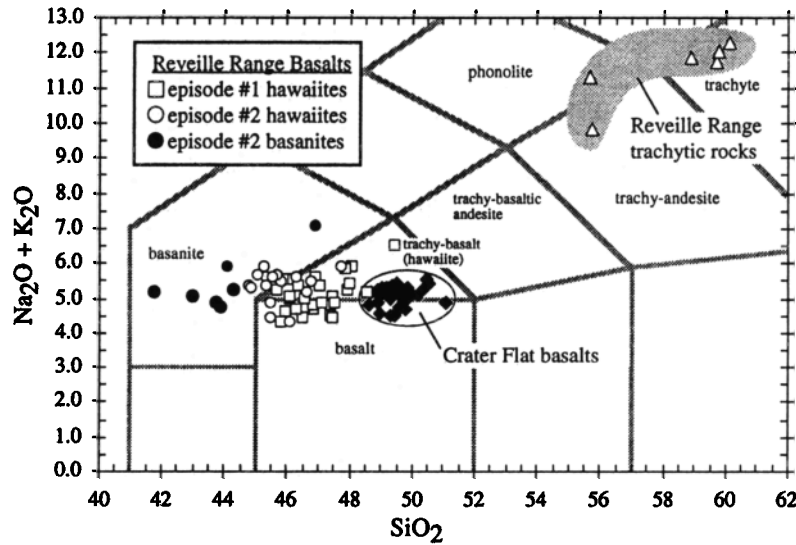 13.0
12.0
11.0
10.0
9.0
8.0
7.0
6.0
5.0
4.0
3.0
2.0
1.0
0.0
Na₂O + K₂O
Reveille Range Basalts
episode #1 hawaiites
episode #2 hawaiites
episode #2 basanites
phonolite
trachyte
Reveille Range
trachytic rocks
trachy-basaltic
andesite
trachy-andesite
basanite
trachy-basalt
(hawaiite)
basalt
Crater Flat basalts
40 42 44 46 48 50 52 54 56 58 60 62
SiO₂